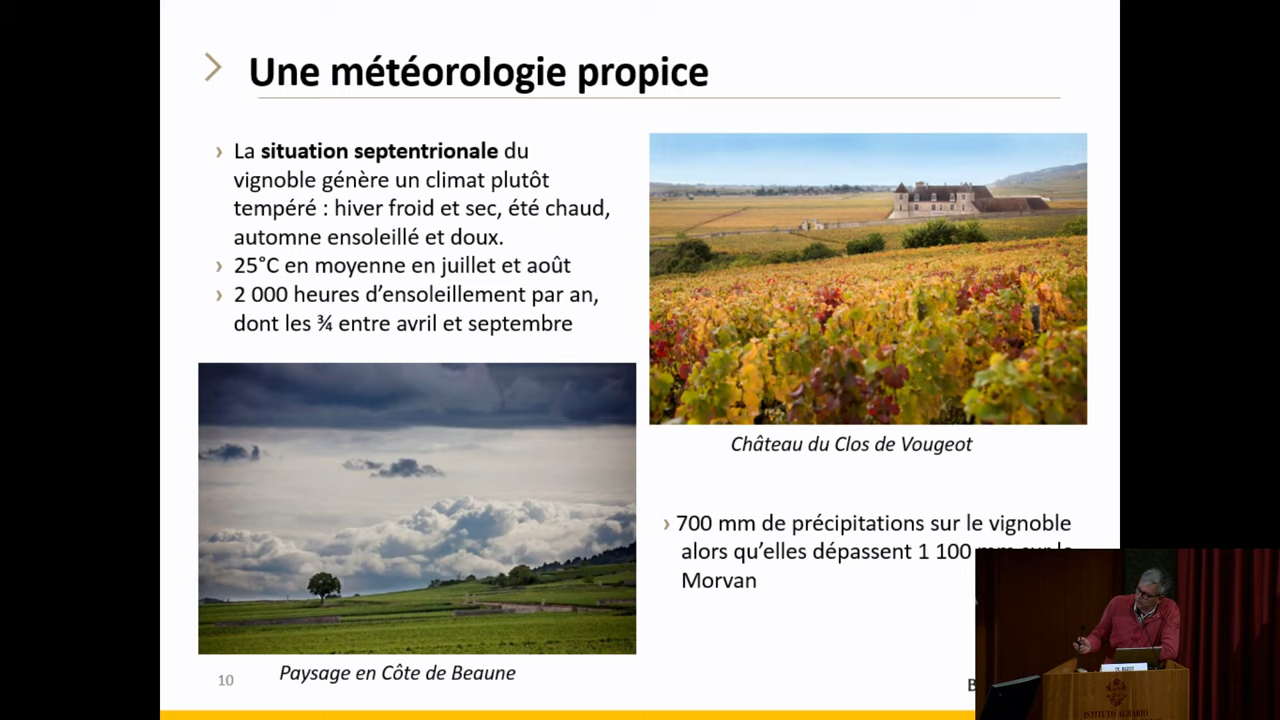 Une météorologie propice
› La situation septentrionale du
vignoble génère un climat plutôt
tempéré : hiver froid et sec, été chaud,
automne ensoleillé et doux.
› 25°C en moyenne en juillet et août
› 2 000 heures d’ensoleillement par an,
dont les ¾ entre avril et septembre
Château du Clos de Vougeot
› 700 mm de précipitations sur le vignoble
alors qu’elles dépassent 1 100 mm sur le
Morvan
Paysage en Côte de Beaune
10
B
ISTITUTO AGRARIO